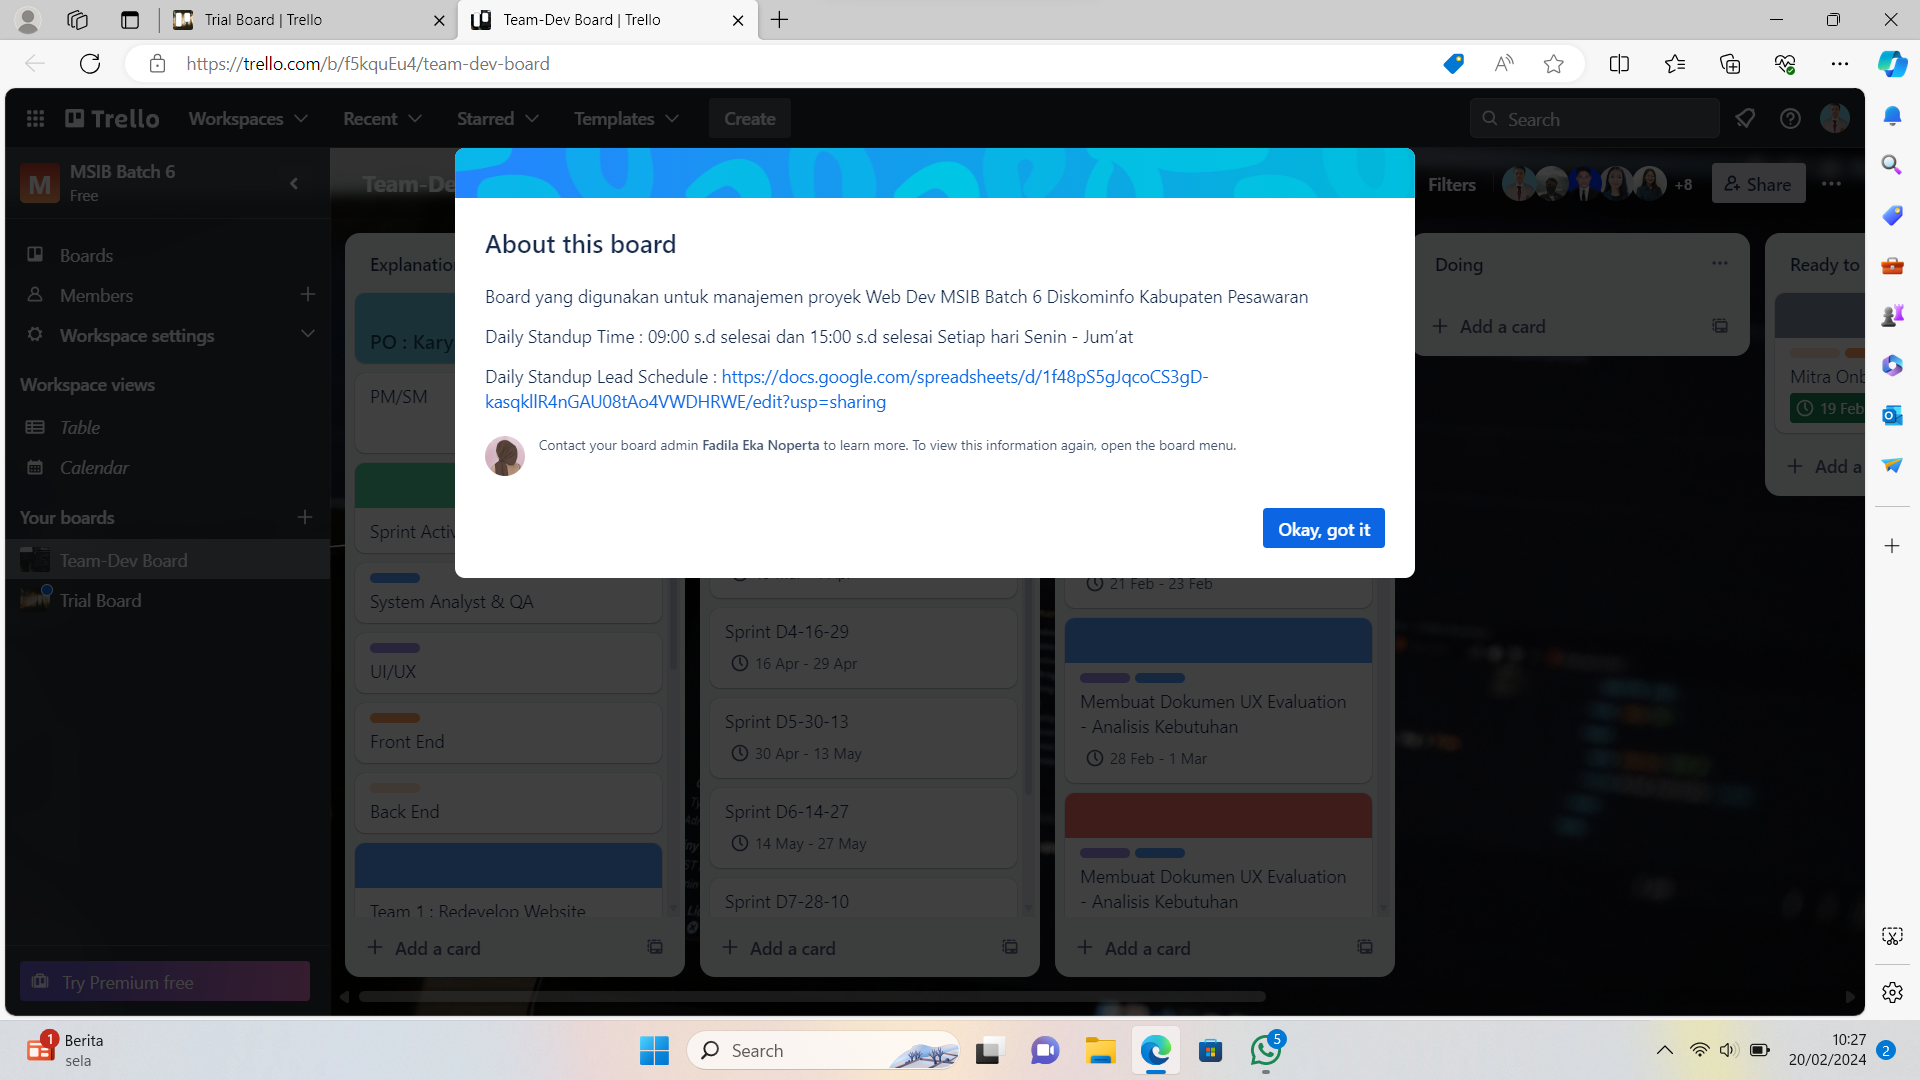 Trial Board | Trello
Team-Dev Board | Trello
https://trello.com/b/f5kquEu4/team-dev-board
Trello
Workspaces
Recent
Starred
Templates
Create
Search
MSIB Batch 6
Free
M
Team-De
Filters
+8
Share
About this board
Board yang digunakan untuk manajemen proyek Web Dev MSIB Batch 6 Diskominfo Kabupaten Pesawaran
Daily Standup Time : 09:00 s.d selesai dan 15:00 s.d selesai Setiap hari Senin - Jum'at
Daily Standup Lead Schedule : https://docs.google.com/spreadsheets/d/1f48pS5gJqcoCS3gD-
kasqkllR4nGAU08tAo4VWDHRWE/edit?usp=sharing
Contact your board admin Fadila Eka Noperta to learn more. To view this information again, open the board menu.
Okay, got it
Boards
Members
Workspace settings
Workspace views
Table
Calendar
Your boards
Team-Dev Board
Trial Board
Try Premium free
Explanation
PO : Kary
PM/SM
Sprint Activ
System Analyst & QA
UI/UX
Front End
Back End
Team 1 : Redevelop Website
Add a card
Sprint D4-16-29
16 Apr - 29 Apr
Sprint D5-30-13
30 Apr - 13 May
Sprint D6-14-27
14 May - 27 May
Sprint D7-28-10
Add a card
21 Feb - 23 Feb
Membuat Dokumen UX Evaluation
- Analisis Kebutuhan
28 Feb - 1 Mar
Membuat Dokumen UX Evaluation
- Analisis Kebutuhan
Add a card
Doing
Add a card
Ready to
Mitra Onb
19 Feb
Add a
1
Berita
sela
Search
5
10:27
20/02/2024
2